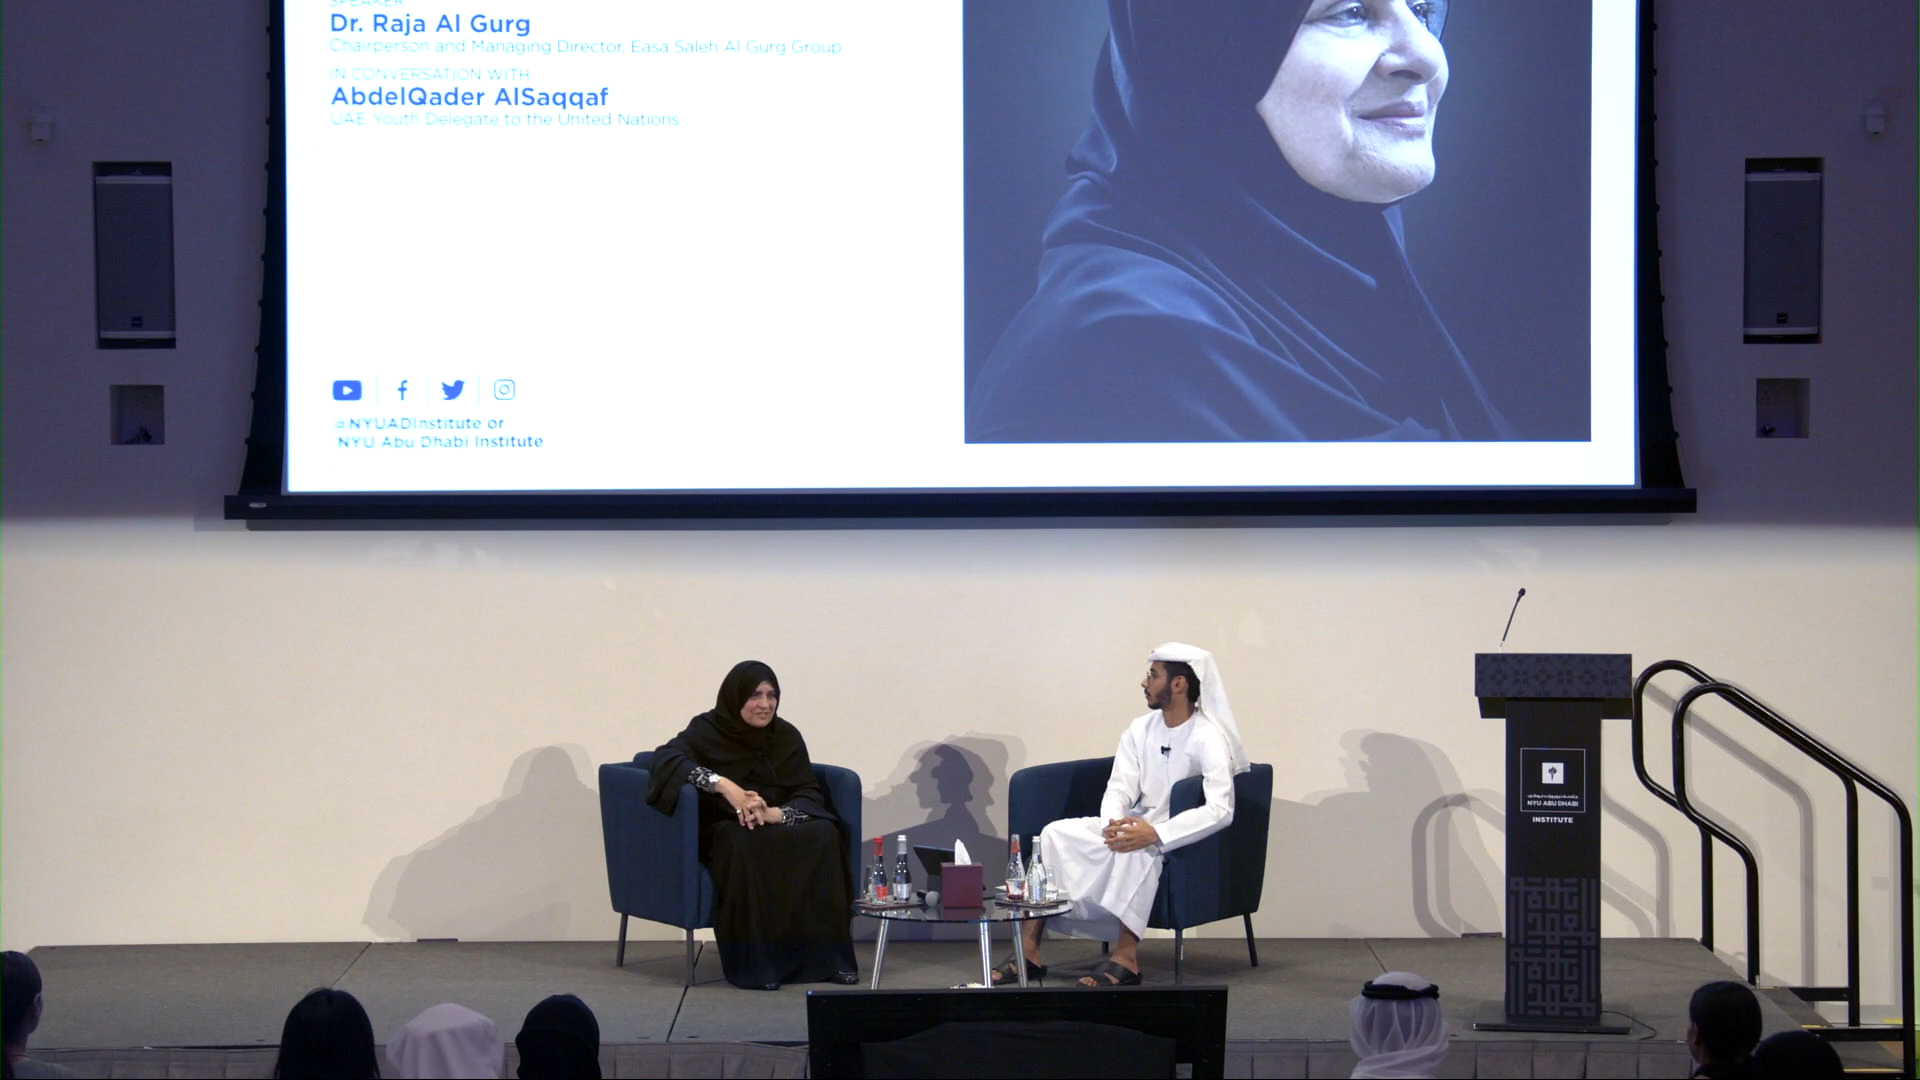 SPEAKER
Dr. Raja Al Gurg
Chairperson and Managing Director, Easa Saleh Al Gurg Group
IN CONVERSATION WITH
AbdelQader AlSaqqaf
UAE Youth Delegate to the United Nations
@NYUADInstitute or
NYU Abu Dhabi Institute
NYU ABU DHABI
INSTITUTE